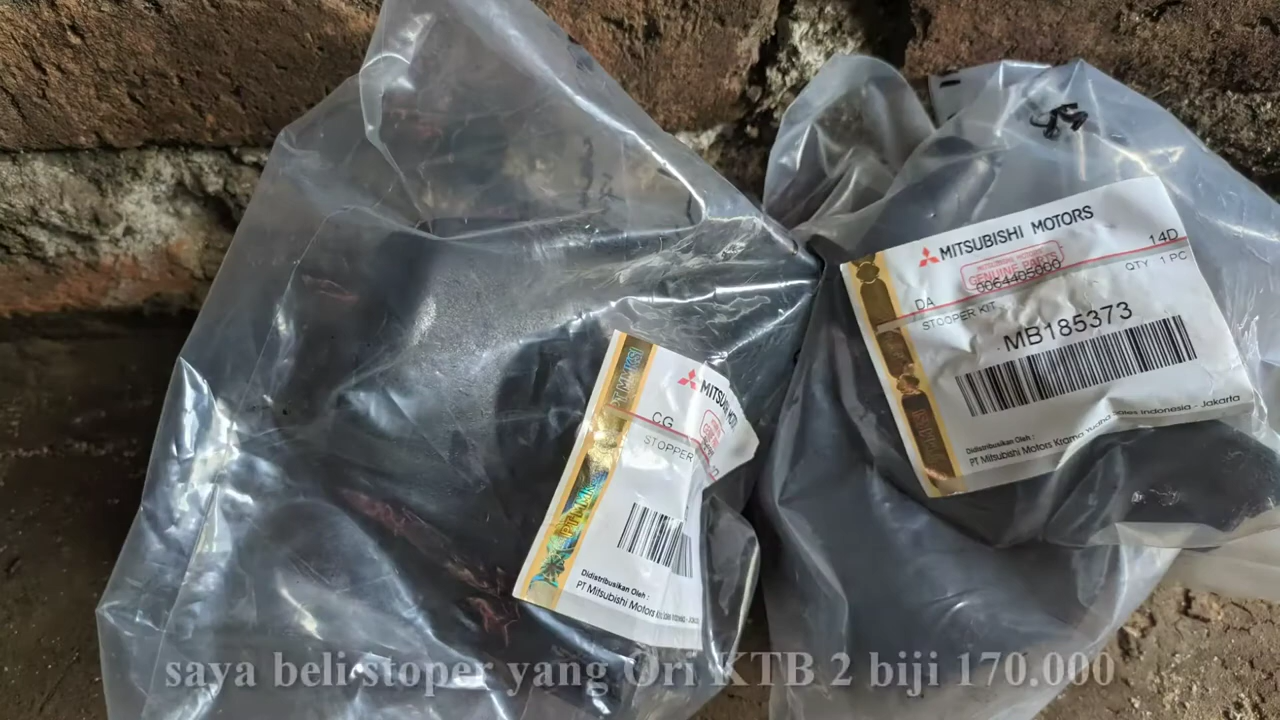 MITSUBISHI MOTORS
GENUINE PARTS
14D
DA
0064405000
QTY 1 PC
STOOPER KIT
MB185373
Didistribusikan Oleh :
PT Mitsubishi Motors Krama Yudha Sales Indonesia - Jakarta
CG
STOPPER
Didistribusikan Oleh :
PT Mitsubishi Motors
saya beli stoper yang Ori KTB 2 biji 170.000